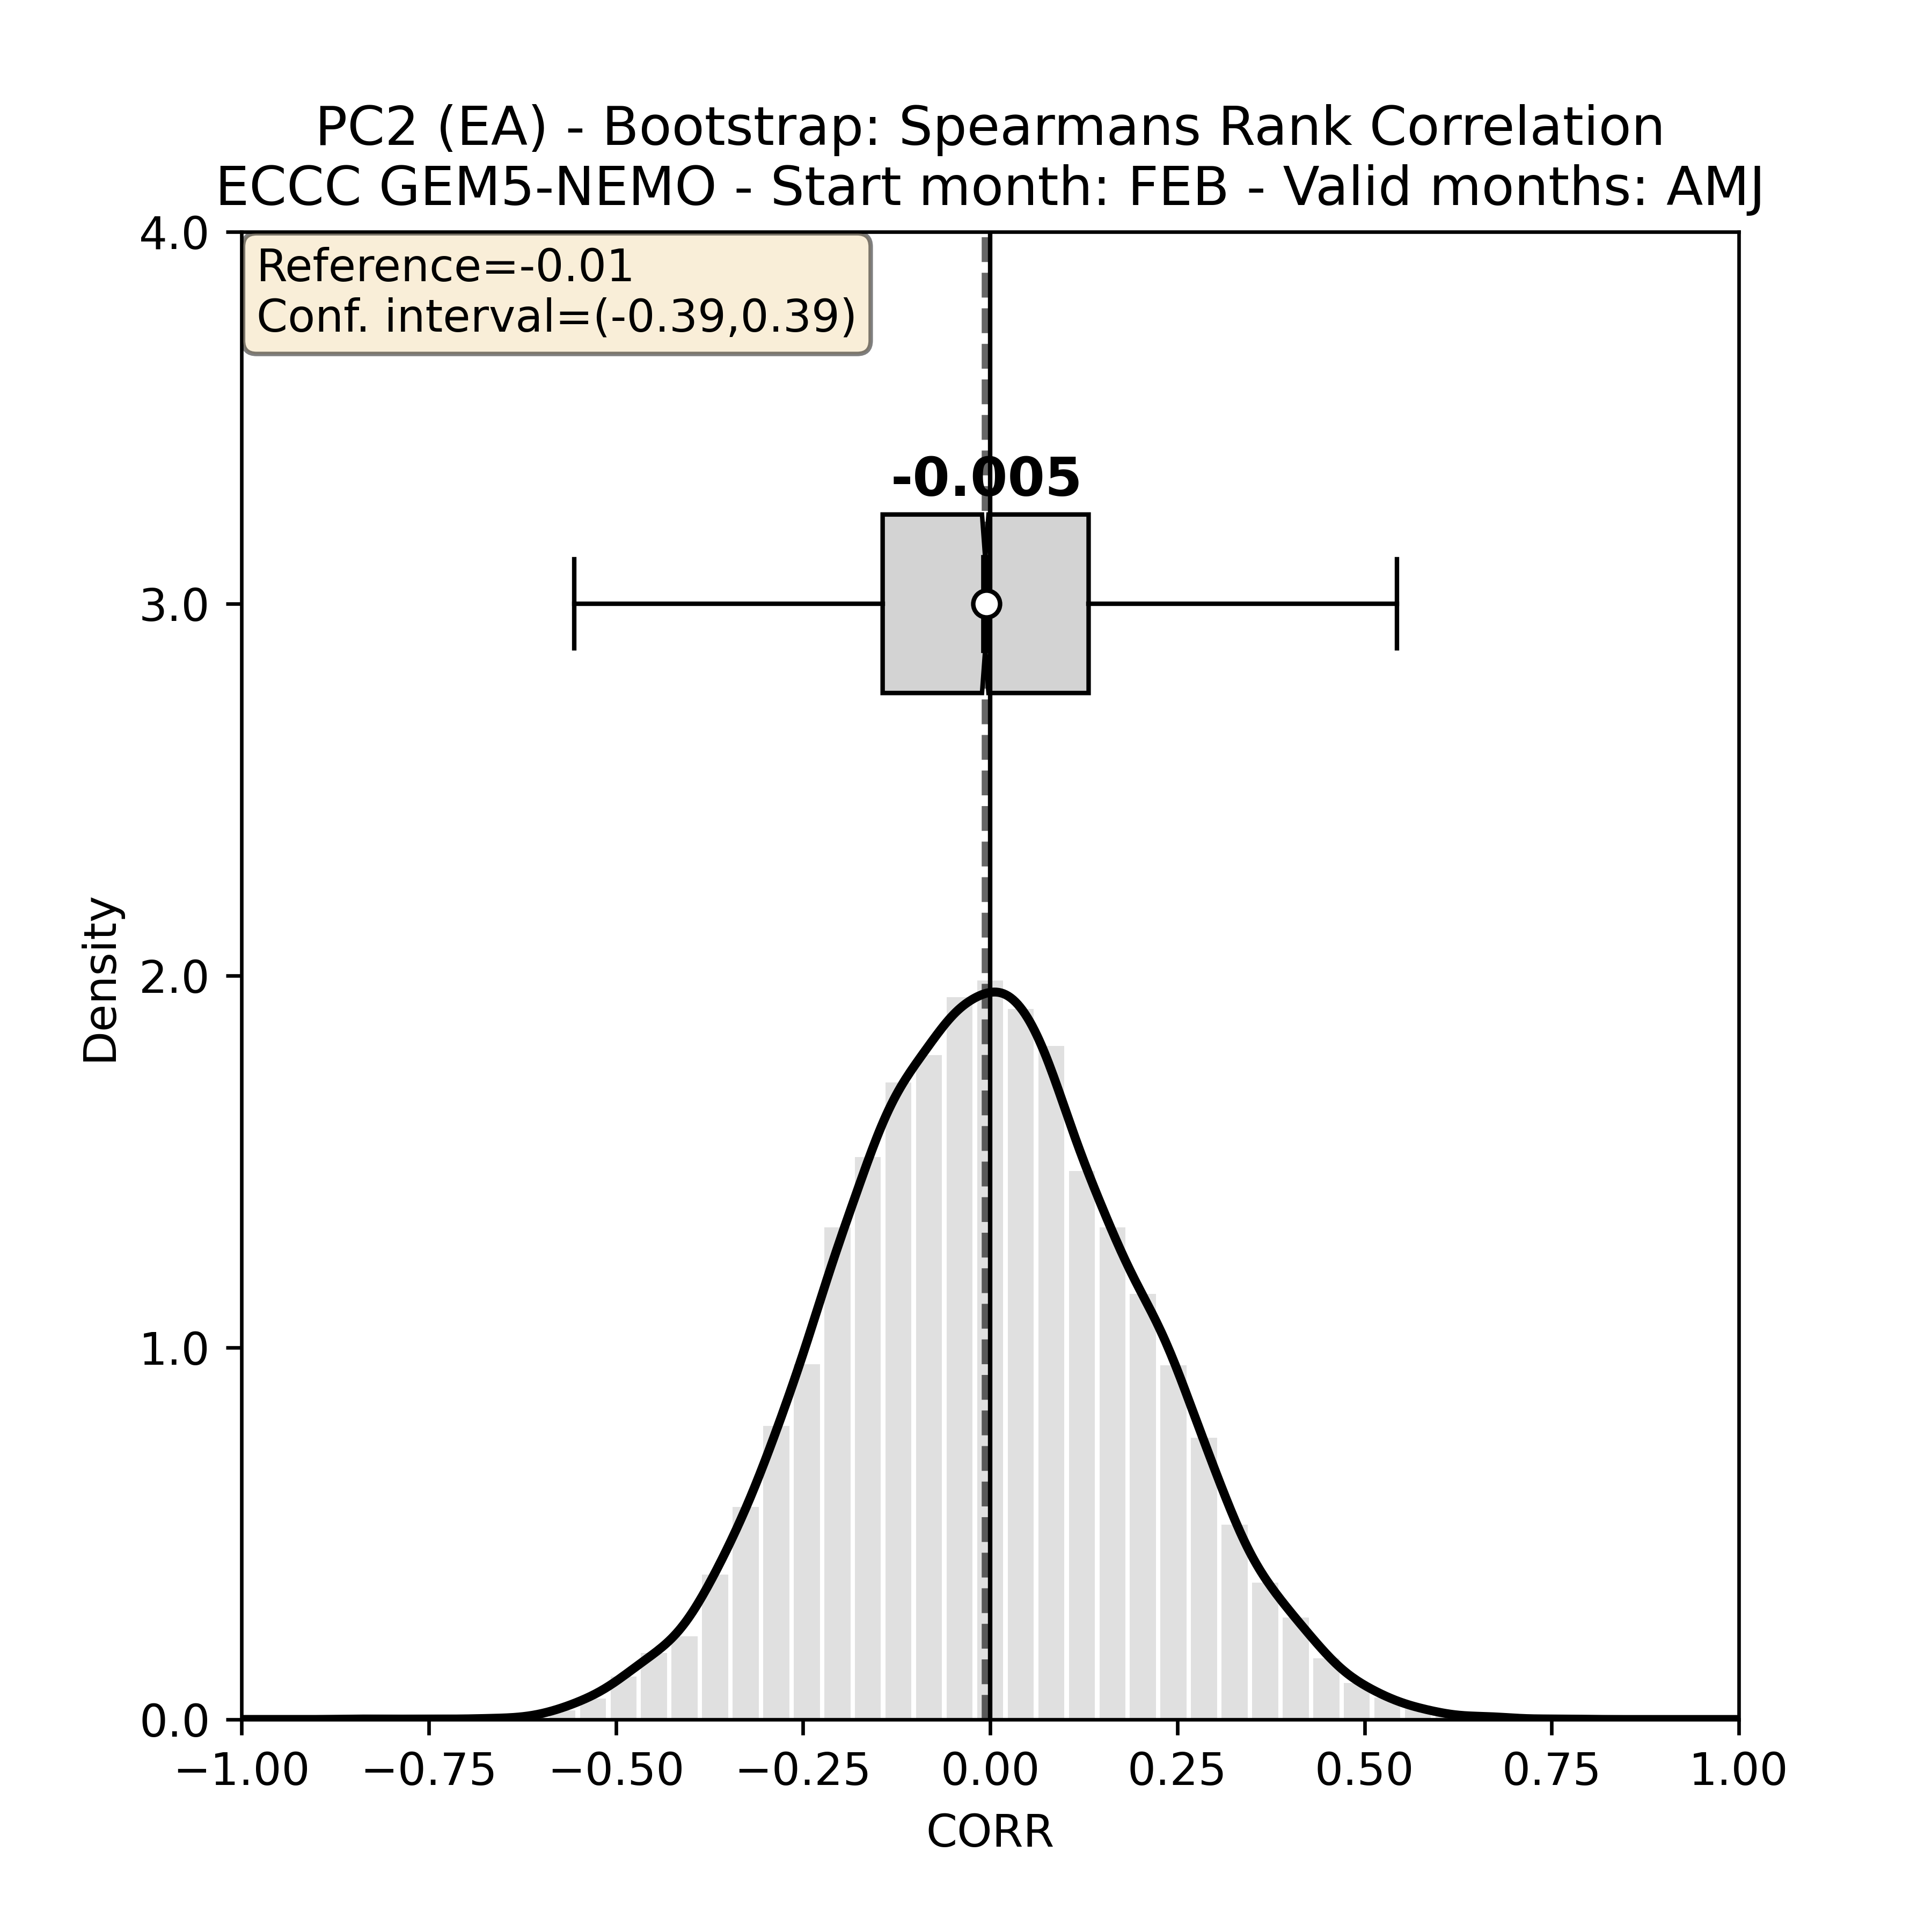 PC2 (EA) - Bootstrap: Spearmans Rank Correlation
ECCC GEM5-NEMO - Start month: FEB - Valid months: AMJ
Reference=-0.01
Conf. interval=(-0.39,0.39)
-0.005
4.0
3.0
2.0
1.0
0.0
Density
−1.00 −0.75 −0.50 −0.25 0.00 0.25 0.50 0.75 1.00
CORR